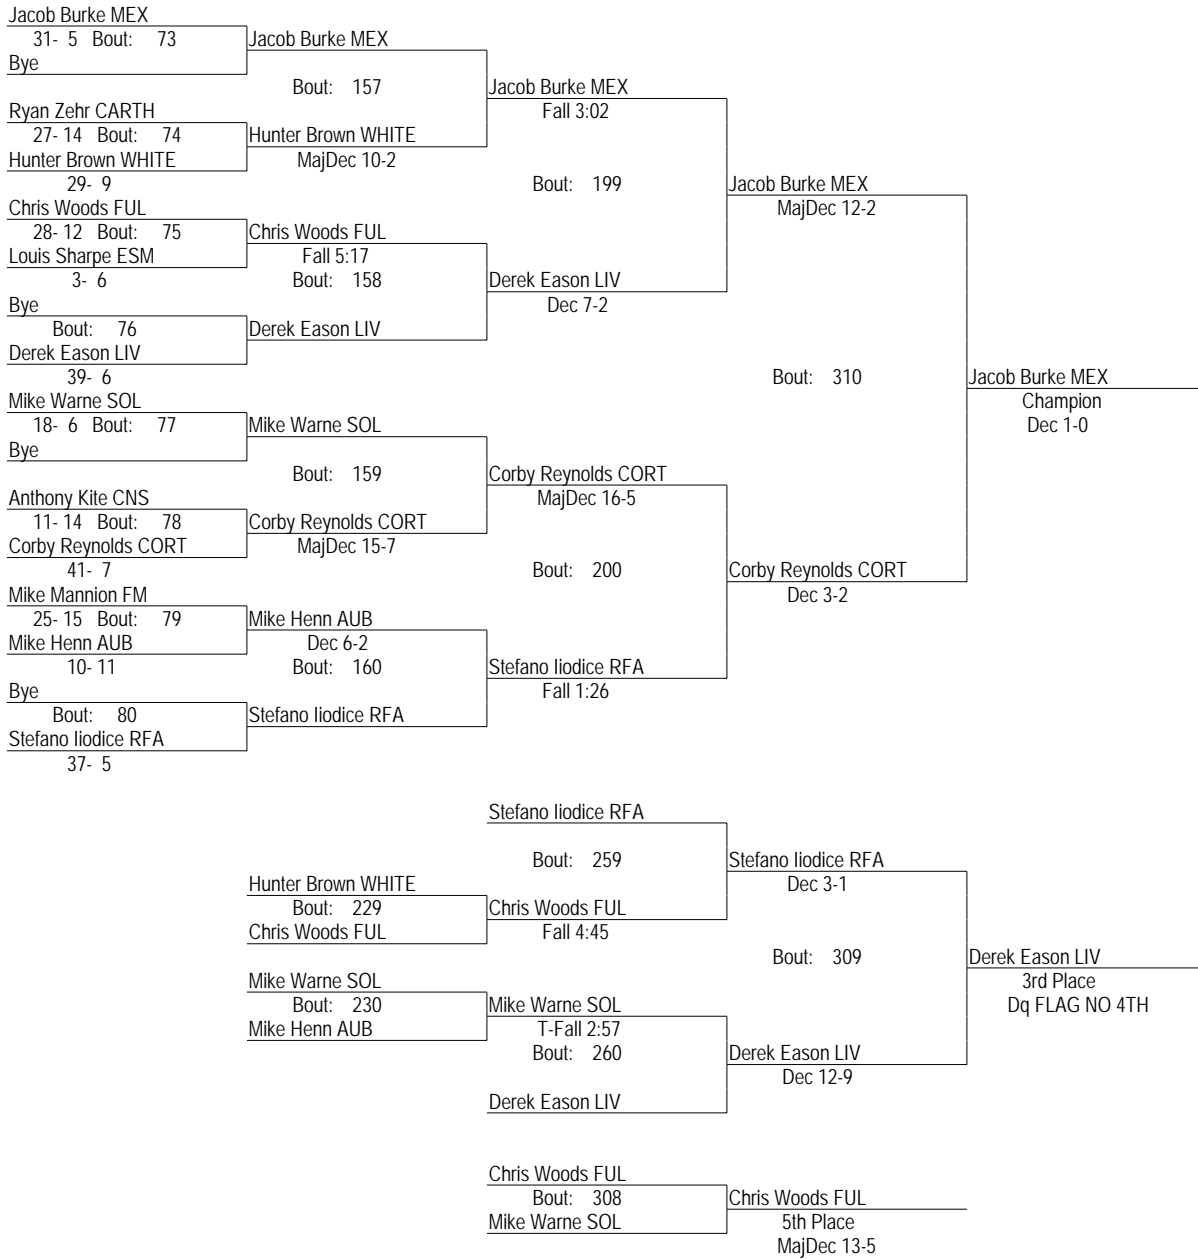 Jacob Burke MEX
31- 5 Bout: 73
Jacob Burke MEX
Bye
Bout: 157
Jacob Burke MEX
Fall 3:02
Ryan Zehr CARTH
27- 14 Bout: 74
Hunter Brown WHITE
Hunter Brown WHITE
MajDec 10-2
29- 9
Bout: 199
Jacob Burke MEX
MajDec 12-2
Chris Woods FUL
28- 12 Bout: 75
Chris Woods FUL
Louis Sharpe ESM
Fall 5:17
3- 6
Bout: 158
Derek Eason LIV
Dec 7-2
Bye
Bout: 76
Derek Eason LIV
Derek Eason LIV
39- 6
Bout: 310
Jacob Burke MEX
Champion
Dec 1-0
Mike Warne SOL
18- 6 Bout: 77
Mike Warne SOL
Bye
Bout: 159
Corby Reynolds CORT
MajDec 16-5
Anthony Kite CNS
11- 14 Bout: 78
Corby Reynolds CORT
Corby Reynolds CORT
MajDec 15-7
41- 7
Bout: 200
Corby Reynolds CORT
Dec 3-2
Mike Mannion FM
25- 15 Bout: 79
Mike Henn AUB
Mike Henn AUB
Dec 6-2
10- 11
Bout: 160
Stefano Iiodice RFA
Fall 1:26
Bye
Bout: 80
Stefano Iiodice RFA
Stefano Iiodice RFA
37- 5
Stefano Iiodice RFA
Bout: 259
Stefano Iiodice RFA
Dec 3-1
Hunter Brown WHITE
Bout: 229
Chris Woods FUL
Chris Woods FUL
Fall 4:45
Bout: 309
Derek Eason LIV
3rd Place
Dq FLAG NO 4TH
Mike Warne SOL
Bout: 230
Mike Warne SOL
Mike Henn AUB
T-Fall 2:57
Bout: 260
Derek Eason LIV
Dec 12-9
Derek Eason LIV
Chris Woods FUL
Bout: 308
Chris Woods FUL
Mike Warne SOL
5th Place
MajDec 13-5